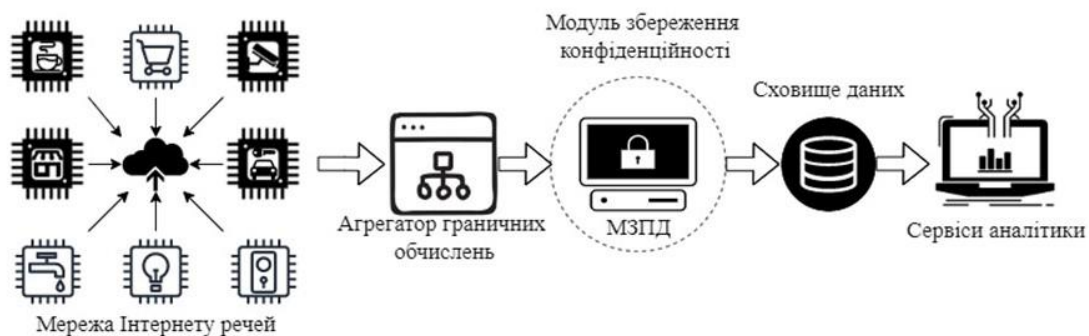 Модуль збереження
конфіденційності
Сховище даних
Агрегатор граничних
обчислень
МЗПД
Сервіси аналітики
Мережа Інтернету речей